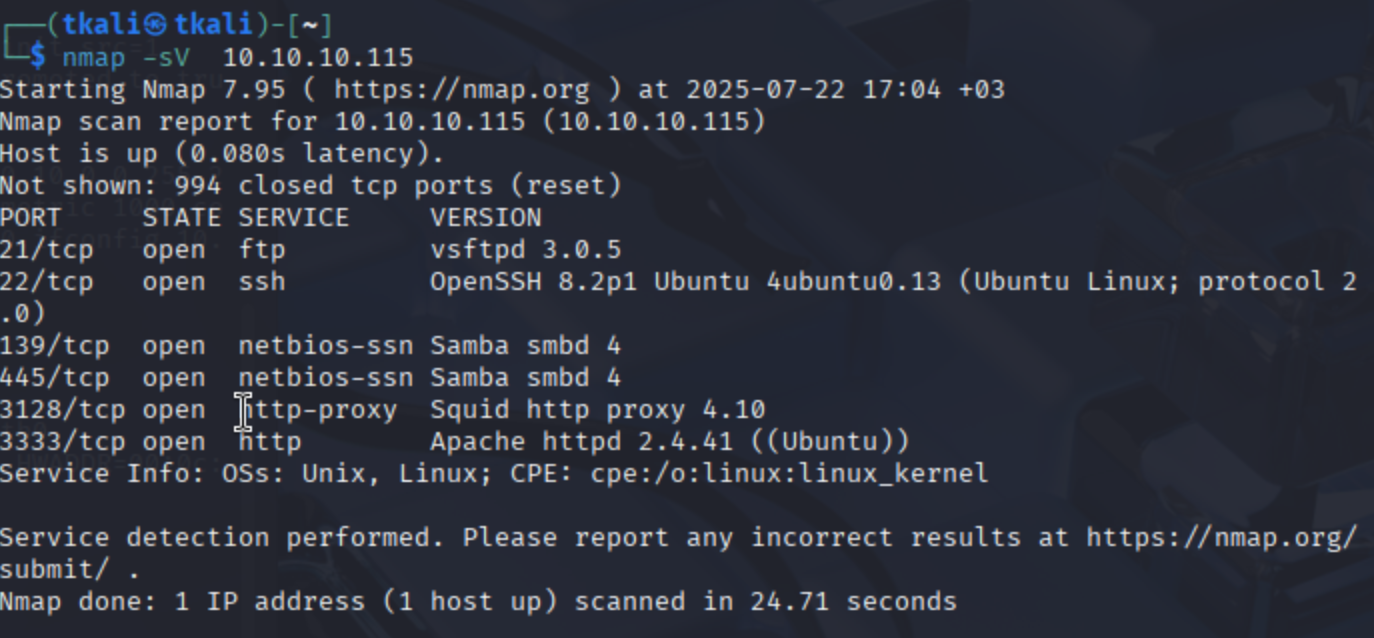 ┌──(tkali㉿tkali)-[~]
└─$ nmap -sV  10.10.10.115
Starting Nmap 7.95 ( https://nmap.org ) at 2025-07-22 17:04 +03
Nmap scan report for 10.10.10.115 (10.10.10.115)
Host is up (0.080s latency).
Not shown: 994 closed tcp ports (reset)
PORT     STATE SERVICE     VERSION
21/tcp   open  ftp         vsftpd 3.0.5
22/tcp   open  ssh         OpenSSH 8.2p1 Ubuntu 4ubuntu0.13 (Ubuntu Linux; protocol 2
.0)
139/tcp  open  netbios-ssn Samba smbd 4
445/tcp  open  netbios-ssn Samba smbd 4
3128/tcp open  http-proxy  Squid http proxy 4.10
3333/tcp open  http        Apache httpd 2.4.41 ((Ubuntu))
Service Info: OSs: Unix, Linux; CPE: cpe:/o:linux:linux_kernel

Service detection performed. Please report any incorrect results at https://nmap.org/
submit/ .
Nmap done: 1 IP address (1 host up) scanned in 24.71 seconds